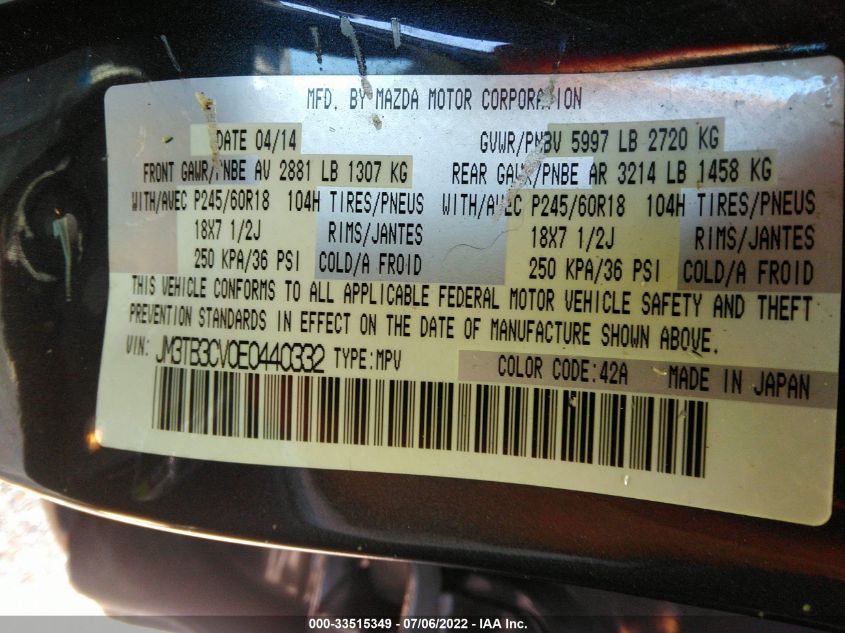 MFD. BY MAZDA MOTOR CORPORATION
DATE 04/14 GVWR/PNBV 5997 LB 2720 KG
FRONT GAWR/PNBE AV 2881 LB 1307 KG REAR GAWR/PNBE AR 3214 LB 1458 KG
WITH/AVEC P245/60R18 104H TIRES/PNEUS WITH/AVEC P245/60R18 104H TIRES/PNEUS
18X7 1/2J RIMS/JANTES 18X7 1/2J RIMS/JANTES
250 KPA/36 PSI COLD/A FROID 250 KPA/36 PSI COLD/A FROID
THIS VEHICLE CONFORMS TO ALL APPLICABLE FEDERAL MOTOR VEHICLE SAFETY AND THEFT
PREVENTION STANDARDS IN EFFECT ON THE DATE OF MANUFACTURE SHOWN ABOVE.
VIN: JM3TB3CV0E0440332 TYPE:MPV COLOR CODE:42A MADE IN JAPAN
000-33515349 - 07/06/2022 - IAA Inc.